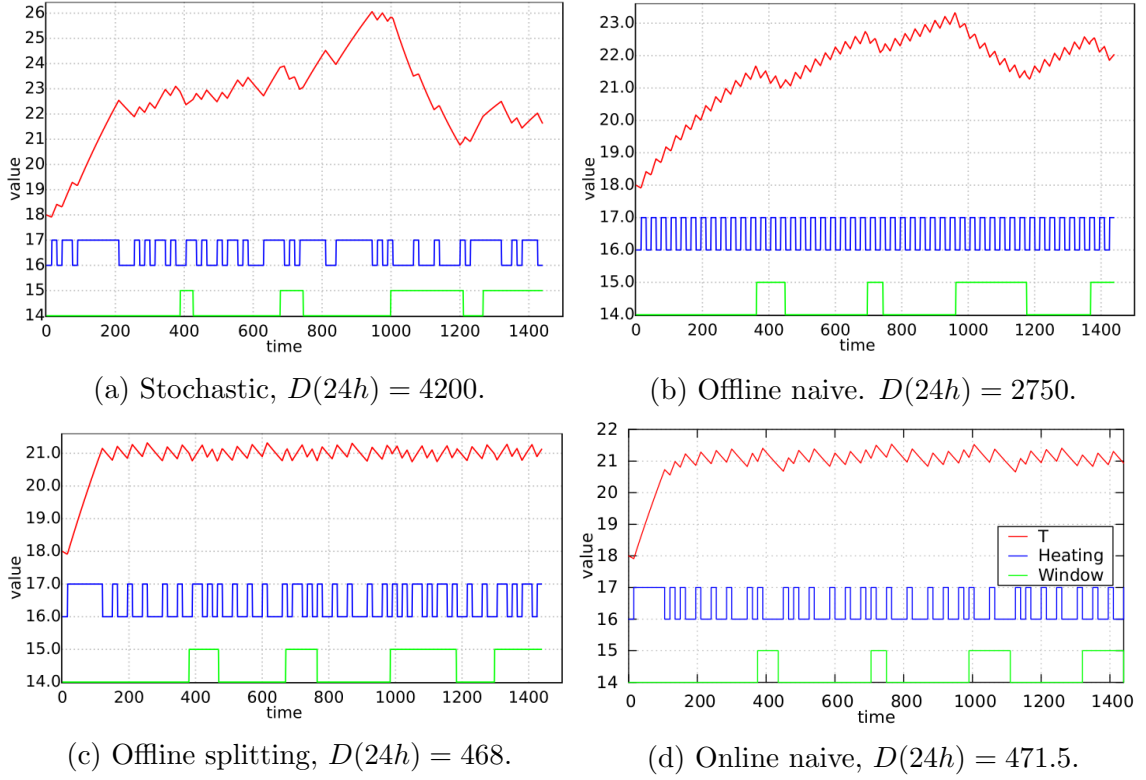 26
25
24
23
22
21
20
19
18
17
16
15
14
value
0 200 400 600 800 1000 1200 1400
time
(a) Stochastic, D(24h) = 4200.
23.0
22.0
21.0
20.0
19.0
18.0
17.0
16.0
15.0
14.0
value
0 200 400 600 800 1000 1200 1400
time
(b) Offline naive. D(24h) = 2750.
21.0
20.0
19.0
18.0
17.0
16.0
15.0
14.0
value
0 200 400 600 800 1000 1200 1400
time
(c) Offline splitting, D(24h) = 468.
22
21
20
19
18
17
16
15
14
value
T
Heating
Window
0 200 400 600 800 1000 1200 1400
time
(d) Online naive, D(24h) = 471.5.